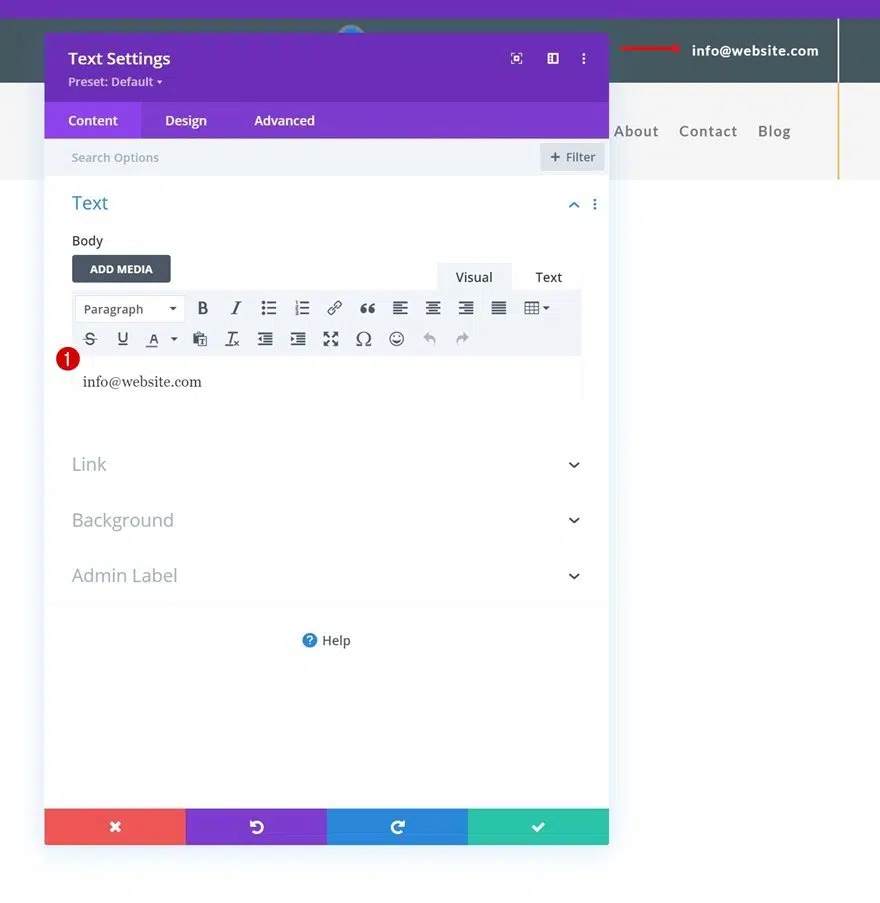 Text Settings
info@website.com
Preset: Default
Content Design Advanced
About Contact Blog
Search Options
+ Filter
Text
Body
ADD MEDIA
Visual Text
Paragraph
1
info@website.com
Link
Background
Admin Label
? Help